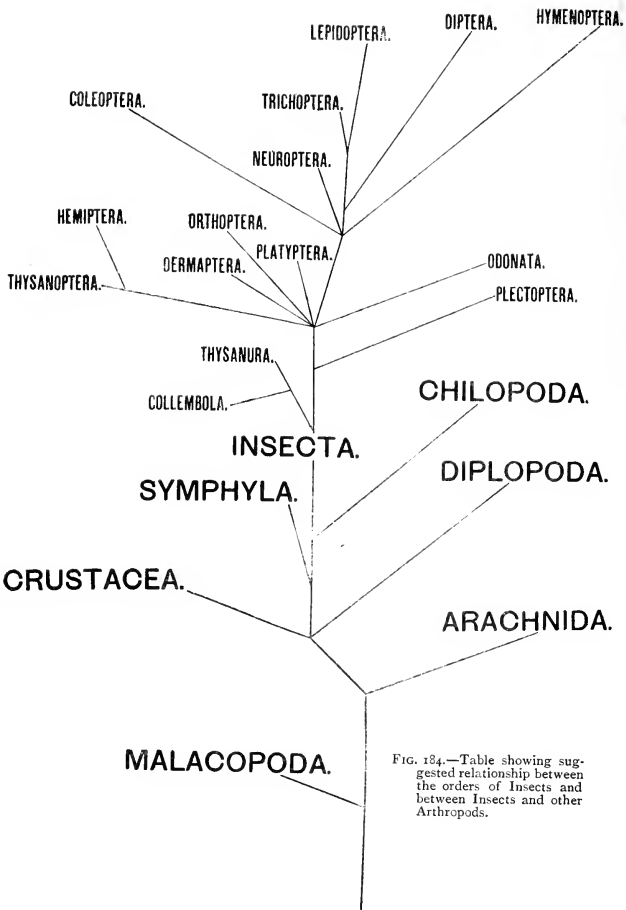 HYMENOPTERA.
DIPTERA.
LEPIDOPTERA.
COLEOPTERA.
TRICHOPTERA.
NEUROPTERA.
HEMIPTERA.
ORTHOPTERA.
PLATYPTERA.
DERMAPTERA.
ODONATA.
THYSANOPTERA.
PLECTOPTERA.
THYSANURA.
CHILOPODA.
COLLEMBOLA.
INSECTA.
DIPLOPODA.
SYMPHYLA.
CRUSTACEA.
ARACHNIDA.
MALACOPODA.
FIG. 184.—Table showing sug-
gested relationship between
the orders of Insects and
between Insects and other
Arthropods.